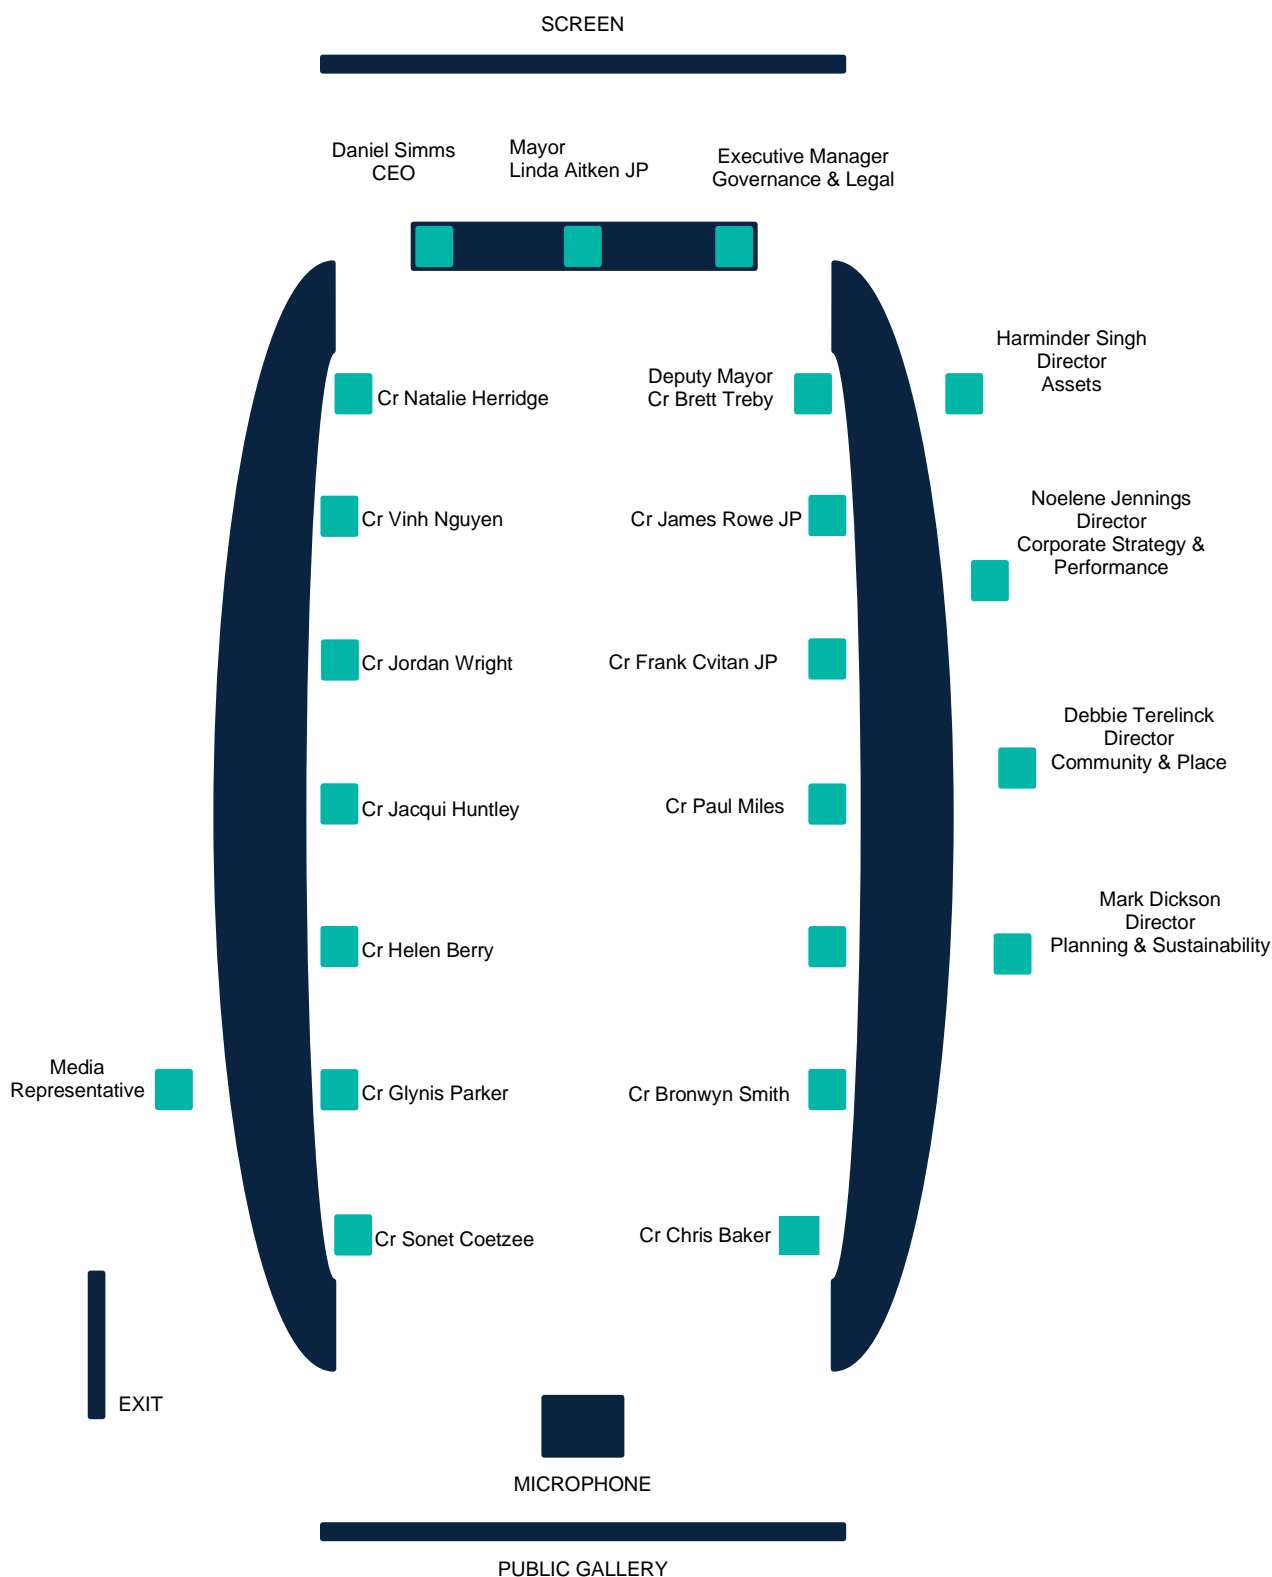 SCREEN
Daniel Simms
CEO
Mayor
Linda Aitken JP
Executive Manager
Governance & Legal
Cr Natalie Herridge
Deputy Mayor
Cr Brett Treby
Harminder Singh
Director
Assets
Cr Vinh Nguyen
Cr James Rowe JP
Noelene Jennings
Director
Corporate Strategy &
Performance
Cr Jordan Wright
Cr Frank Cvitan JP
Debbie Terelinck
Director
Community & Place
Cr Jacqui Huntley
Cr Paul Miles
Mark Dickson
Director
Planning & Sustainability
Cr Helen Berry
Media
Representative
Cr Glynis Parker
Cr Bronwyn Smith
Cr Sonet Coetzee
Cr Chris Baker
EXIT
MICROPHONE
PUBLIC GALLERY